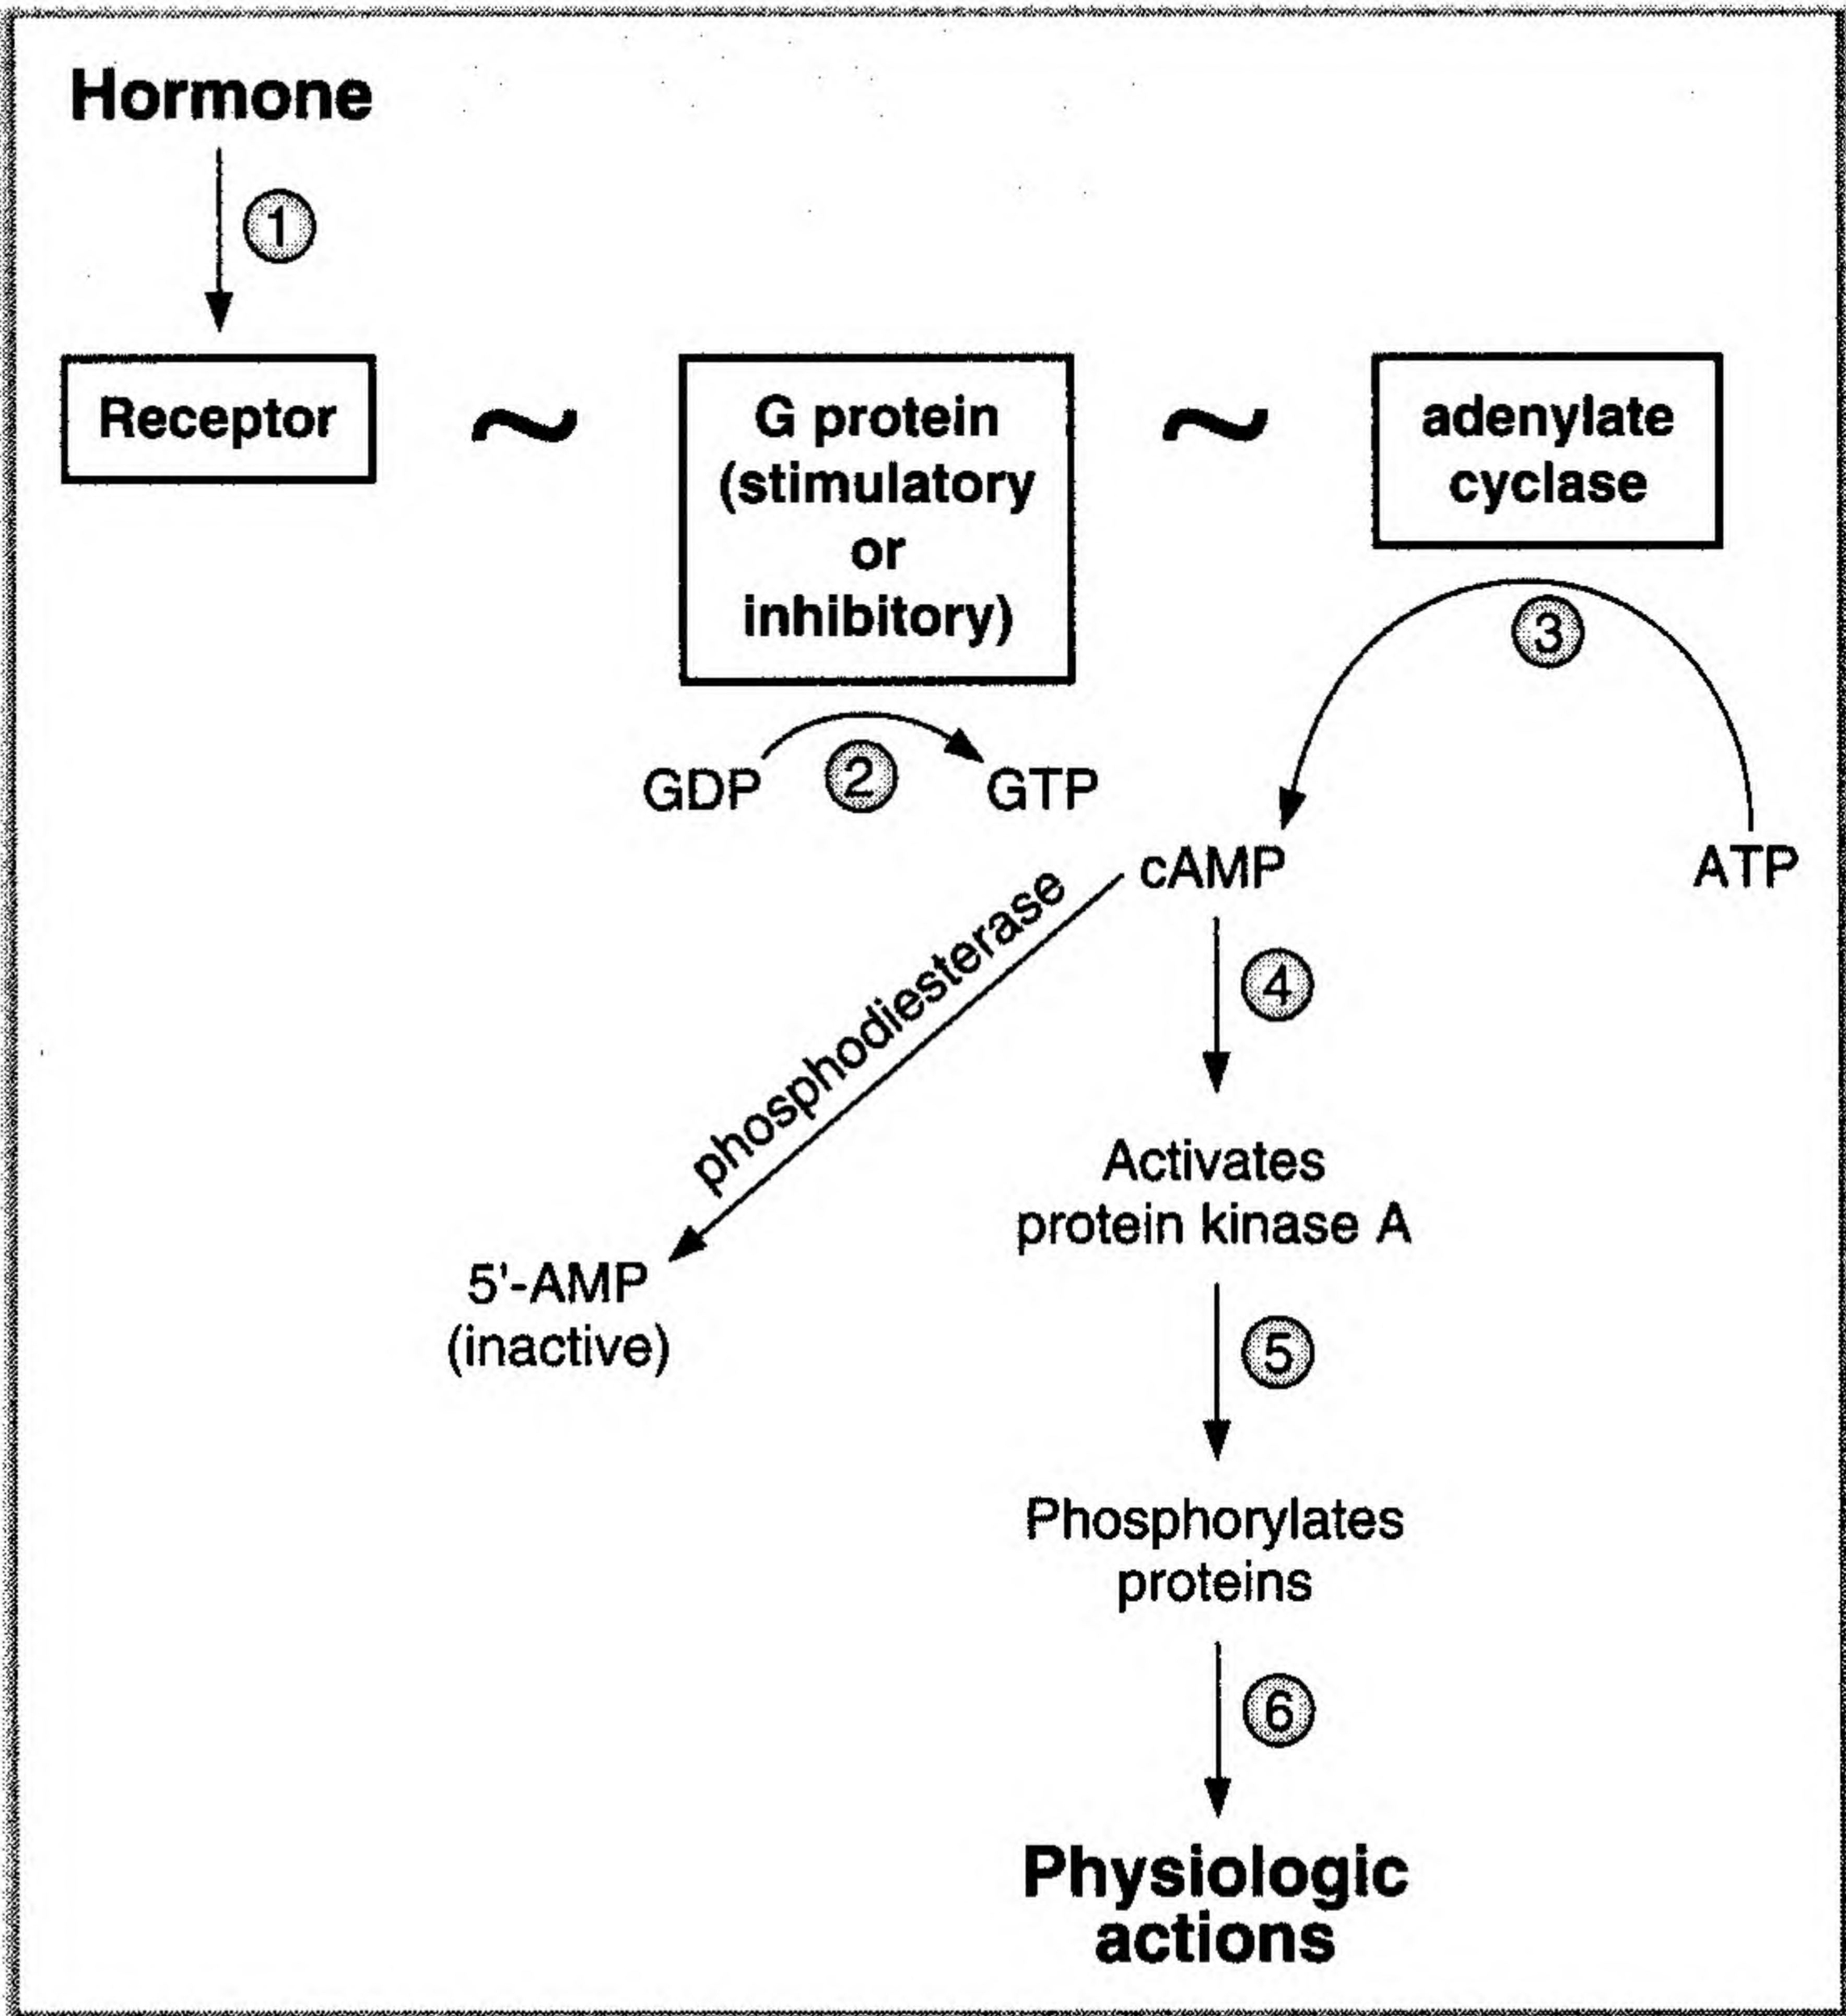 Hormone
1
Receptor
~
G protein
(stimulatory
or
inhibitory)
~
adenylate
cyclase
3
GDP
2
GTP
cAMP
ATP
phosphodiesterase
4
Activates
protein kinase A
5'-AMP
(inactive)
5
Phosphorylates
proteins
6
Physiologic
actions